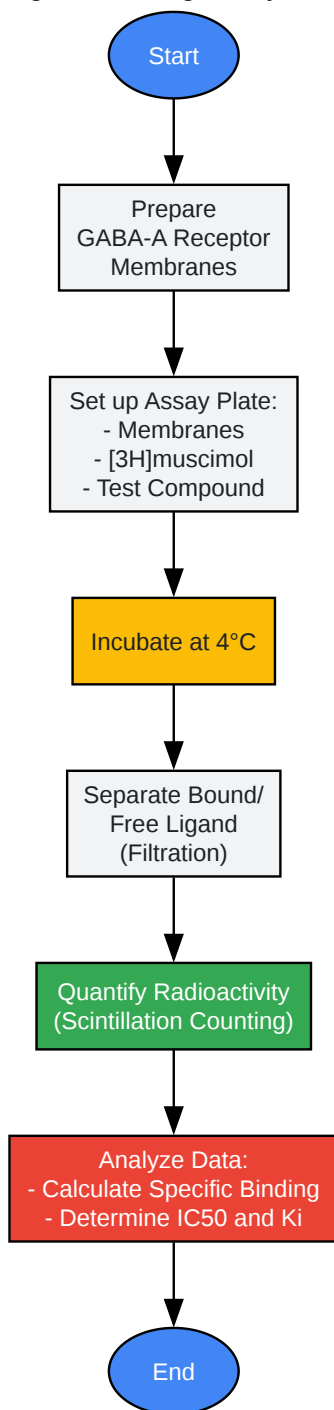 Start
Prepare
GABA-A Receptor
Membranes
Set up Assay Plate:
- Membranes
- [3H]muscimol
- Test Compound
Incubate at 4°C
Separate Bound/
Free Ligand
(Filtration)
Quantify Radioactivity
(Scintillation Counting)
Analyze Data:
- Calculate Specific Binding
- Determine IC50 and Ki
End